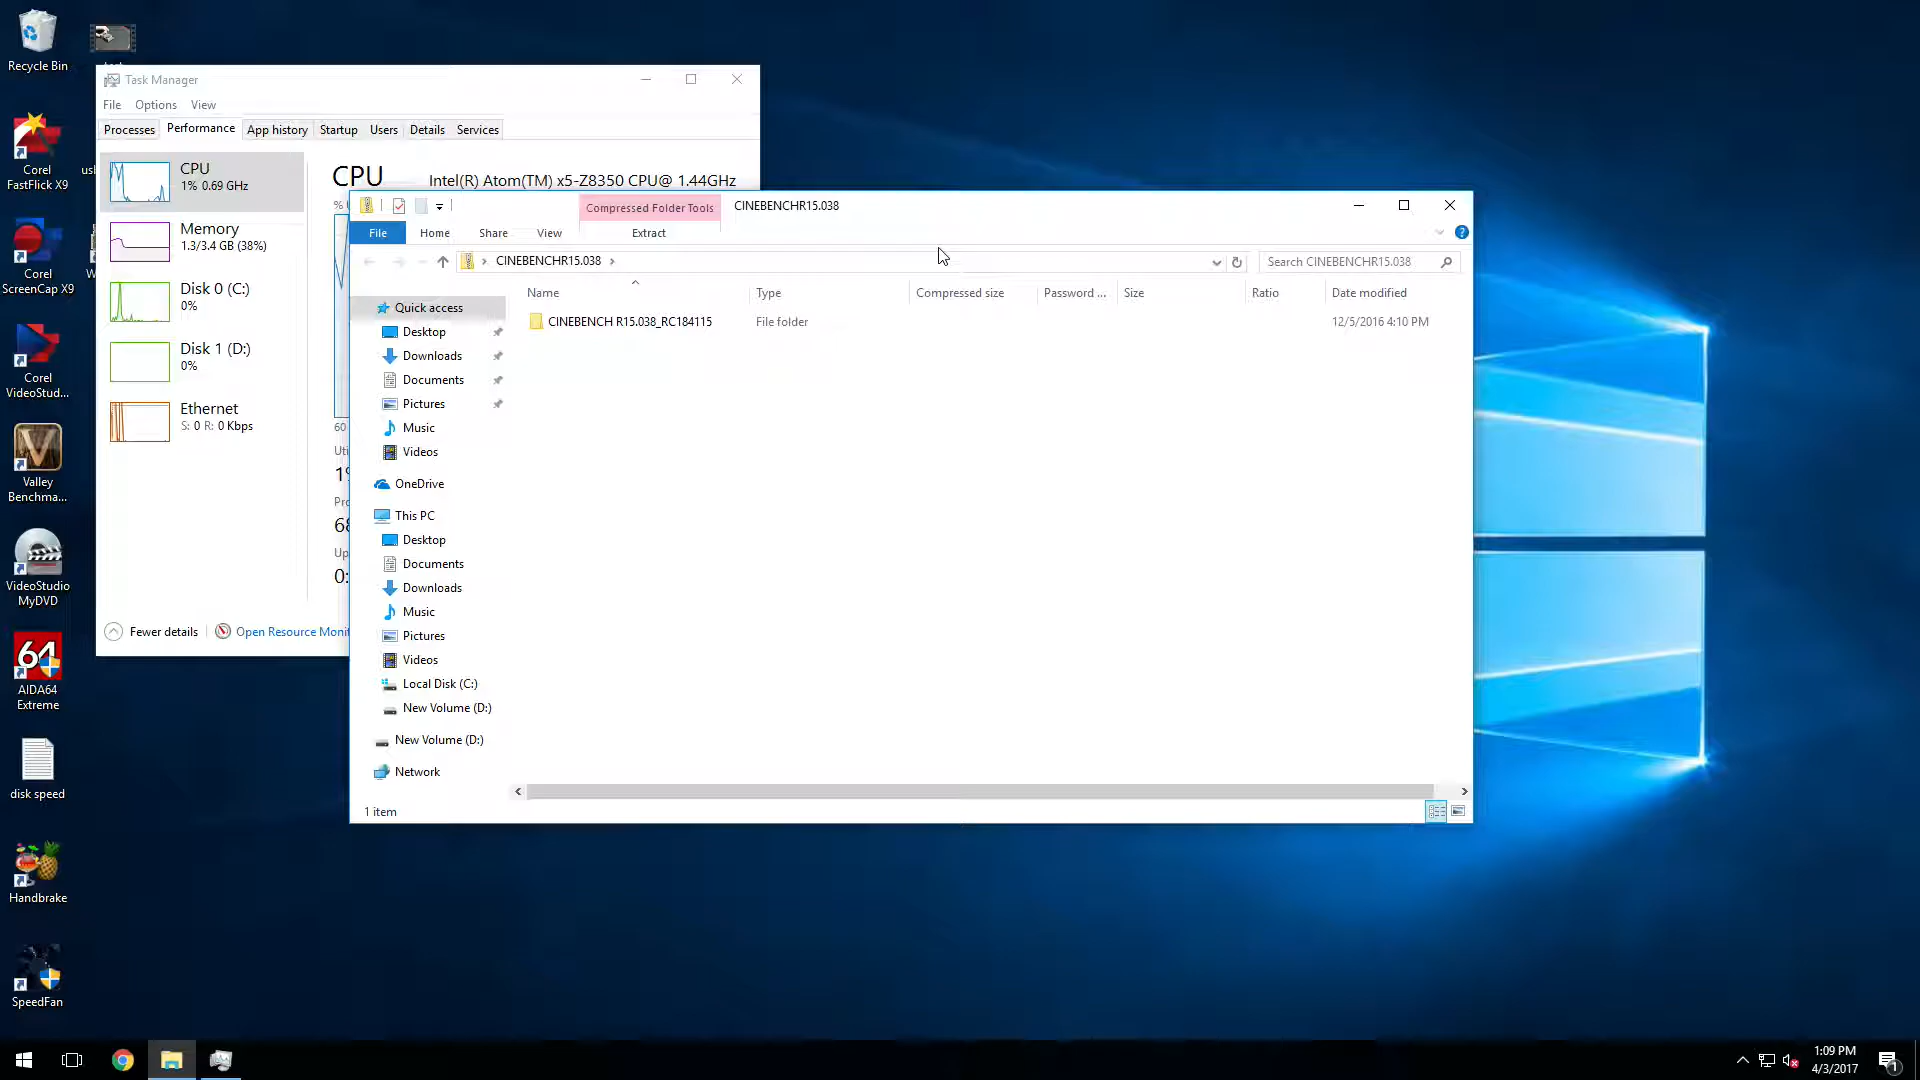 Recycle Bin
Corel
FastFlick X9
Corel
ScreenCap X9
Corel
VideoStud...
Valley
Benchma...
VideoStudio
MyDVD
64
AIDA64
Extreme
disk speed
Handbrake
SpeedFan
Task Manager
File Options View
Processes Performance App history Startup Users Details Services
CPU
1% 0.69 GHz
Memory
1.3/3.4 GB (38%)
Disk 0 (C:)
0%
Disk 1 (D:)
0%
Ethernet
S: 0 R: 0 Kbps
CPU Intel(R) Atom(TM) x5-Z8350 CPU@ 1.44GHz
60
Fewer details Open Resource Monit
Compressed Folder Tools CINEBENCHR15.038
File Home Share View Extract
CINEBENCHR15.038 Search CINEBENCHR15.038
Name Type Compressed size Password ... Size Ratio Date modified
CINEBENCH R15.038_RC184115 File folder 12/5/2016 4:10 PM
Quick access
Desktop
Downloads
Documents
Pictures
Music
Videos
OneDrive
This PC
Desktop
Documents
Downloads
Music
Pictures
Videos
Local Disk (C:)
New Volume (D:)
New Volume (D:)
Network
1 item
1:09 PM
4/3/2017
1